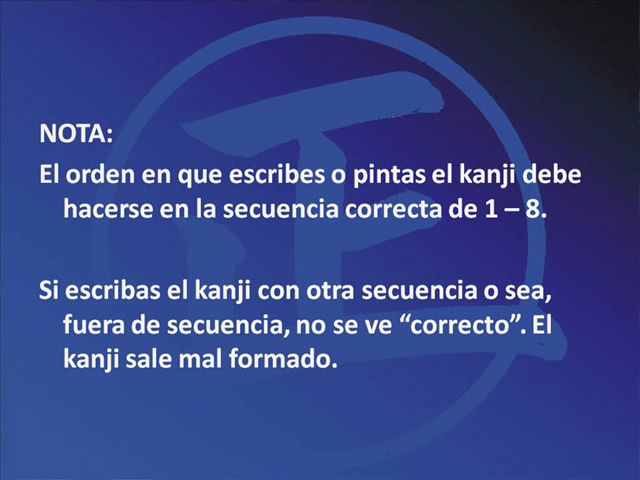 NOTA:
El orden en que escribes o pintas el kanji debe
hacerse en la secuencia correcta de 1 – 8.
Si escribas el kanji con otra secuencia o sea,
fuera de secuencia, no se ve “correcto”. El
kanji sale mal formado.
正